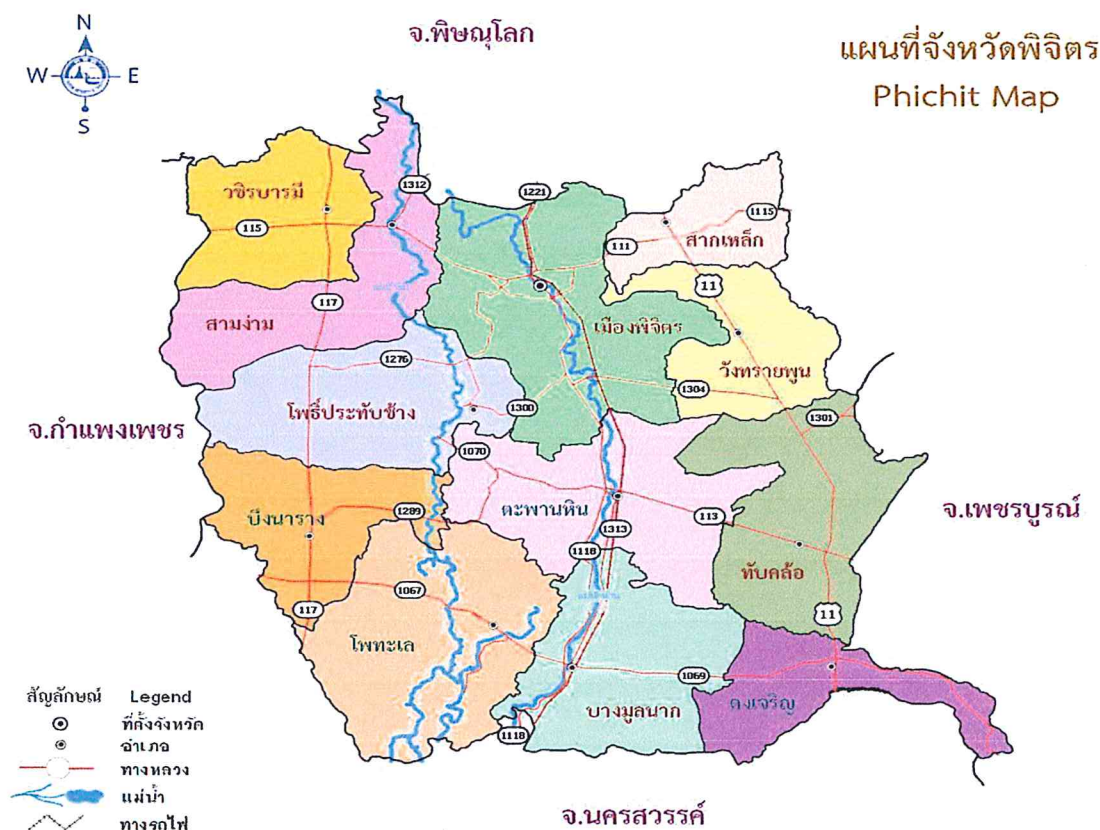 N
W E
S
จ.พิษณุโลก
แผนที่จังหวัดพิจิตร
Phichit Map
วชิรบารมี
1312
1221
1115
115
111
สากเหล็ก
11
117
สามง่าม
เมืองพิจิตร
1276
วังทรายพูน
1304
โพธิ์ประทับช้าง
1300
1301
จ.กำแพงเพชร
1070
บึงนาราง
1289
ตะพานหิน
113
จ.เพชรบูรณ์
1313
1118
ทับคล้อ
1067
117
11
โพทะเล
1069
บางมูลนาก
ดงเจริญ
1118
สัญลักษณ์ Legend
ที่ตั้งจังหวัด
อำเภอ
ทางหลวง
แม่น้ำ
ทางรถไฟ
จ.นครสวรรค์